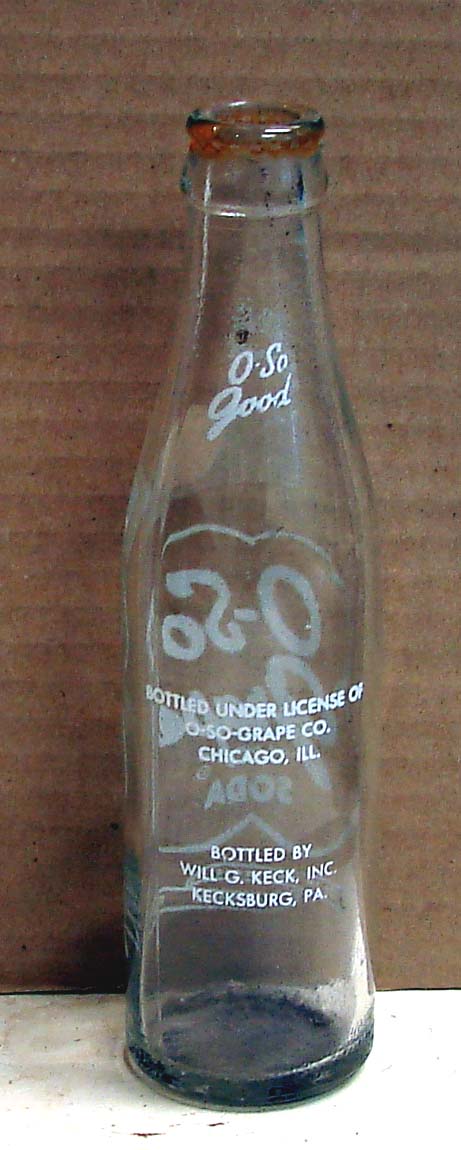 O-So
good
BOTTLED UNDER LICENSE OF
O-SO-GRAPE CO.
CHICAGO, ILL.
BOTTLED BY
WILL G. KECK, INC.
KECKSBURG, PA.
O-So
SODA